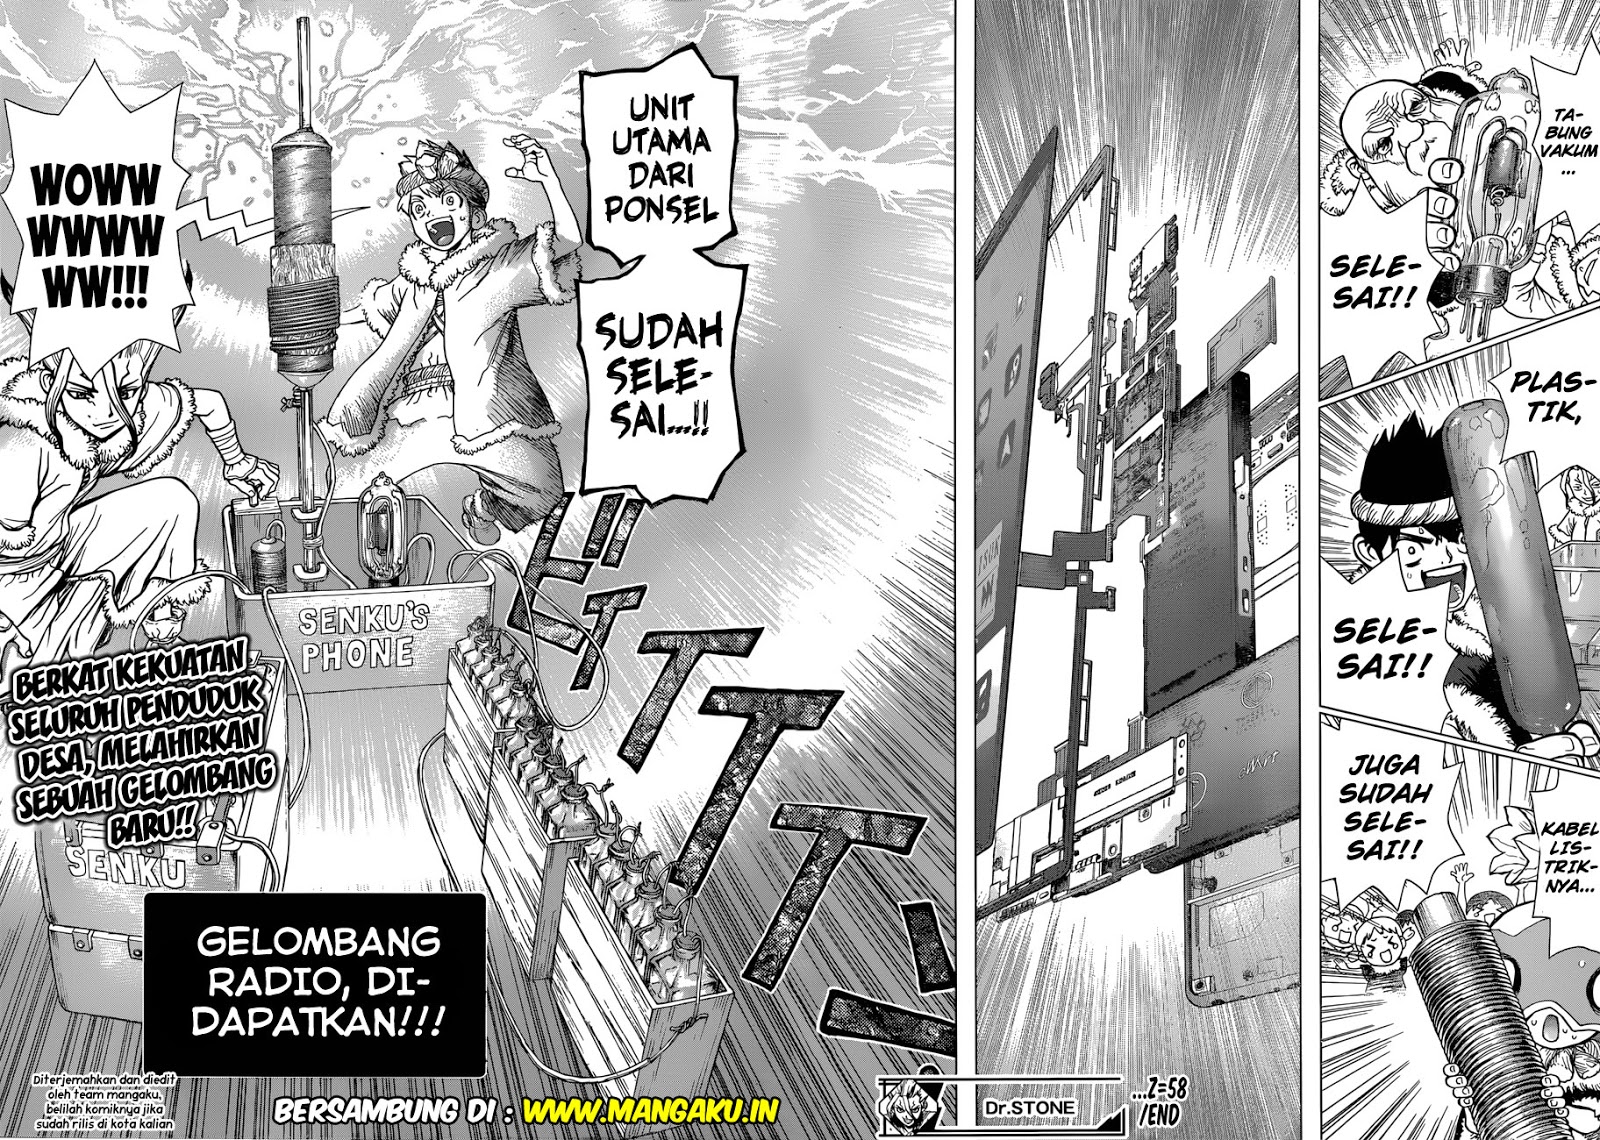 TA-
BUNG
VAKUM
...
SELE-
SAI!!
PLAS-
TIK,
SELE-
SAI!!
KABEL
LIS-
TRIK-
NYA...
JUGA
SUDAH
SELE-
SAI!!
UNIT
UTAMA
DARI
PONSEL
SUDAH
SELE-
SAI...!!
WOWW
WWWW
WW!!!
ビ
SENKU'S
PHONE
SENKU
BERKAT KEKUATAN
SELURUH PENDUDUK
DESA, MELAHIRKAN
SEBUAH GELOMBANG
BARU!!
GELOMBANG
RADIO, DI-
DAPATKAN!!!
Diterjemahkan dan diedit
oleh team mangaku,
belilah komiknya jika
sudah rilis di kota kalian
BERSAMBUNG DI : WWW.MANGAKU.IN
Dr.STONE
...Z=58
/END